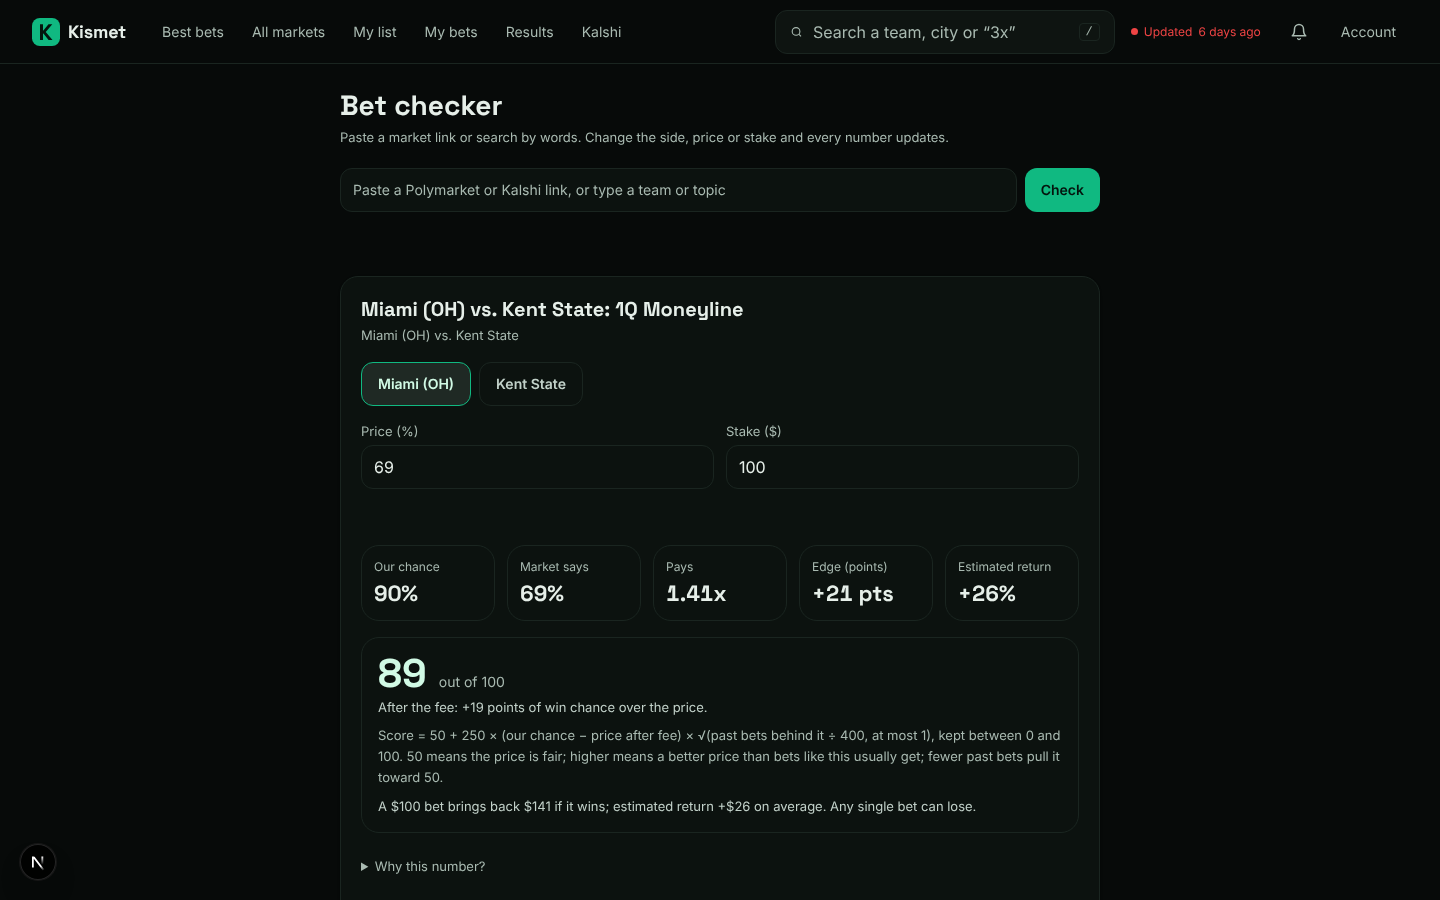 K Kismet Best bets All markets My list My bets Results Kalshi Search a team, city or “3x” / Updated 6 days ago Account
Bet checker
Paste a market link or search by words. Change the side, price or stake and every number updates.
Paste a Polymarket or Kalshi link, or type a team or topic Check
Miami (OH) vs. Kent State: 1Q Moneyline
Miami (OH) vs. Kent State
Miami (OH) Kent State
Price (%) Stake ($)
69 100
Our chance Market says Pays Edge (points) Estimated return
90% 69% 1.41x +21 pts +26%
89 out of 100
After the fee: +19 points of win chance over the price.
Score = 50 + 250 × (our chance − price after fee) × √(past bets behind it ÷ 400, at most 1), kept between 0 and
100. 50 means the price is fair; higher means a better price than bets like this usually get; fewer past bets pull it
toward 50.
A $100 bet brings back $141 if it wins; estimated return +$26 on average. Any single bet can lose.
N
Why this number?